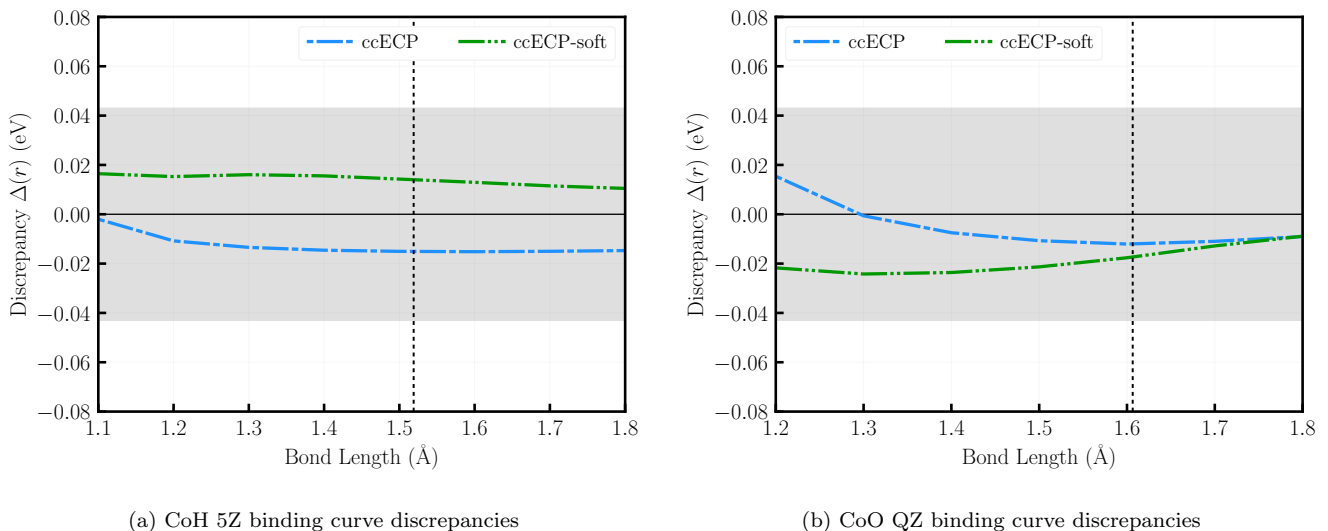 0.08
0.06
0.04
0.02
0.00
−0.02
−0.04
−0.06
−0.08
Discrepancy Δ(r) (eV)
ccECP
ccECP-soft
1.1 1.2 1.3 1.4 1.5 1.6 1.7 1.8
Bond Length (Å)
(a) CoH 5Z binding curve discrepancies
0.08
0.06
0.04
0.02
0.00
−0.02
−0.04
−0.06
−0.08
Discrepancy Δ(r) (eV)
ccECP
ccECP-soft
1.2 1.3 1.4 1.5 1.6 1.7 1.8
Bond Length (Å)
(b) CoO QZ binding curve discrepancies